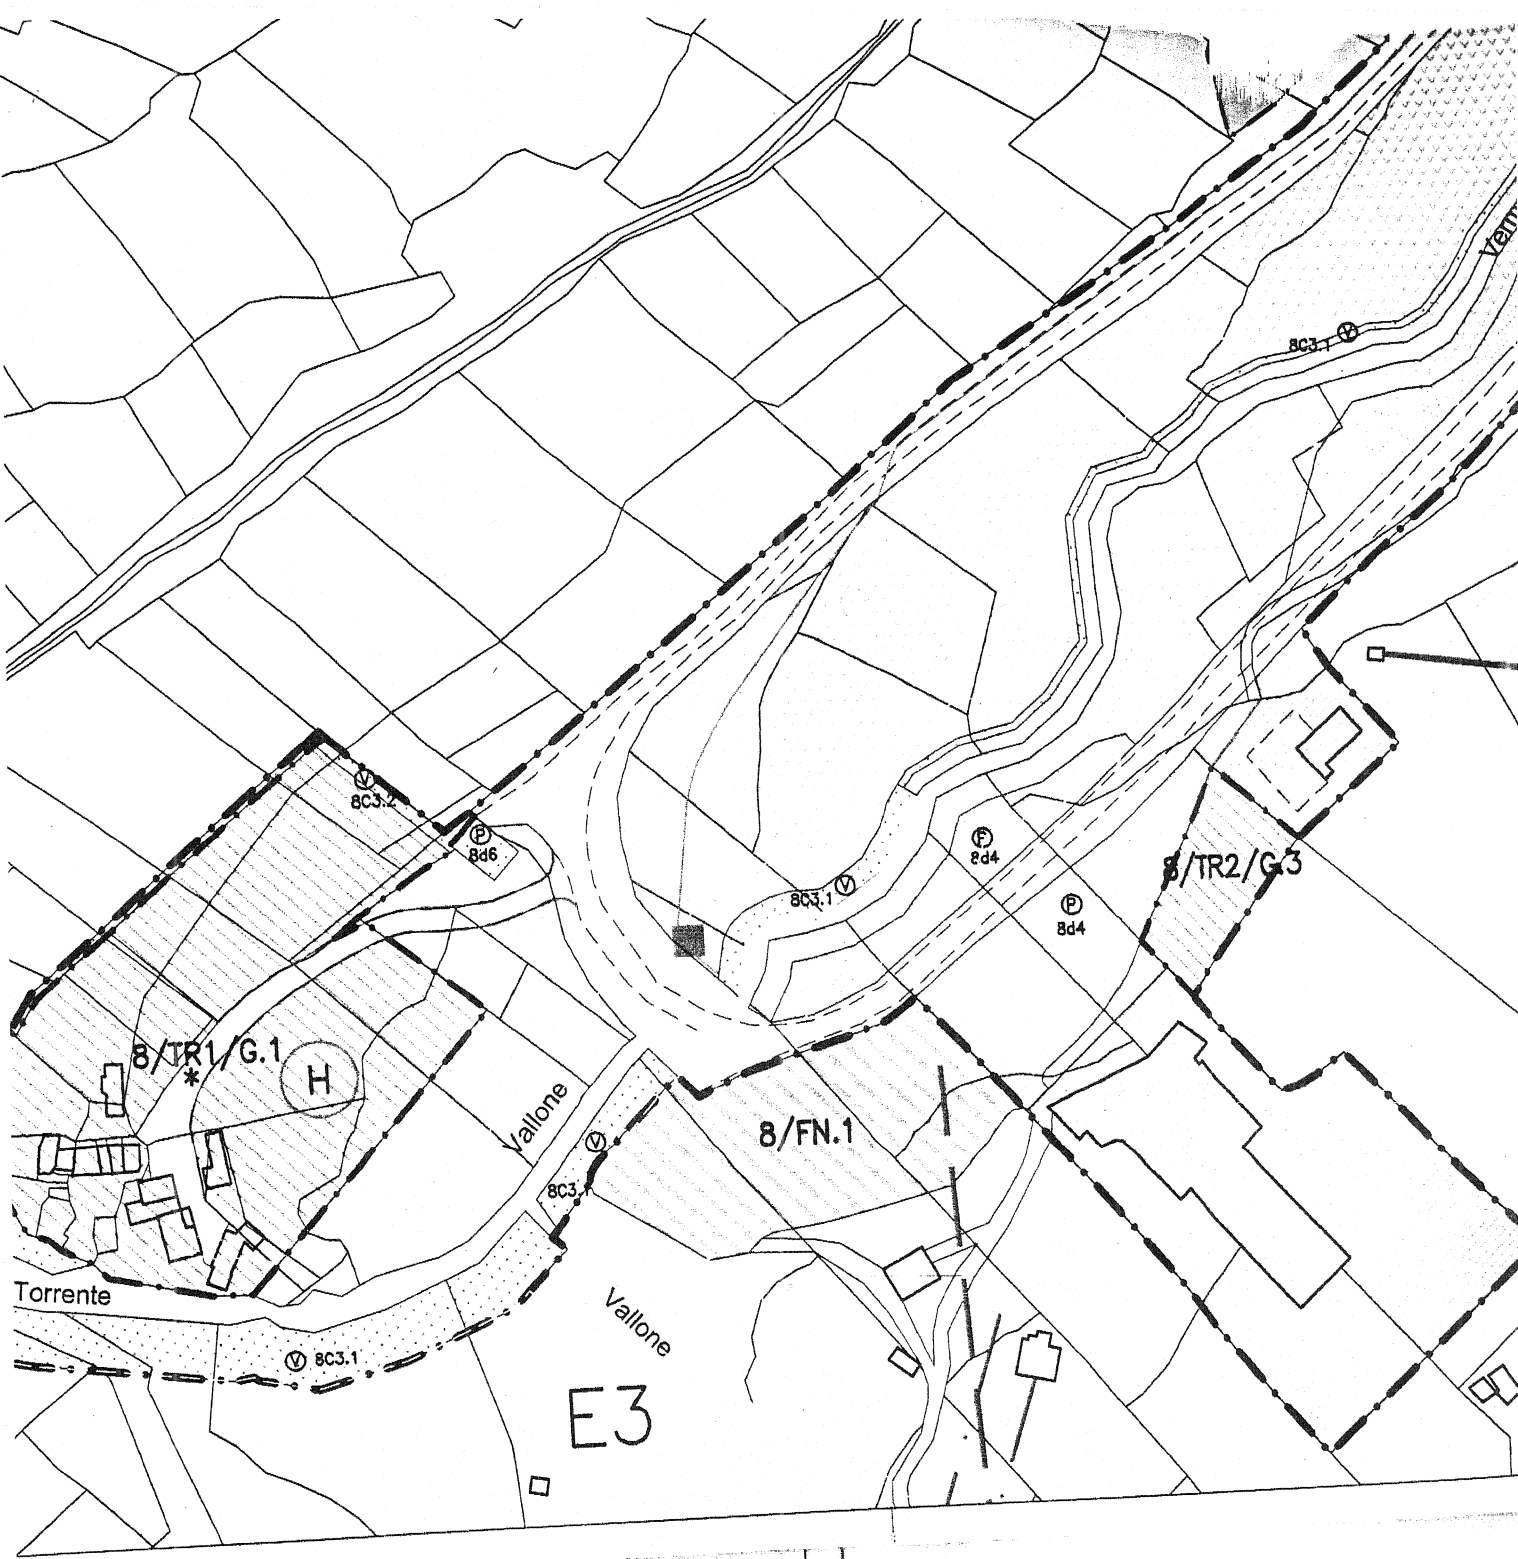 8C3.1
V
V
8C3.2
P
8d6
F
8d4
8/TR2/G.3
V
8C3.1
P
8d4
8/TR1/G.1
*
H
Vallone
8/FN.1
V
8C3.1
Torrente
Vallone
V 8C3.1
E3